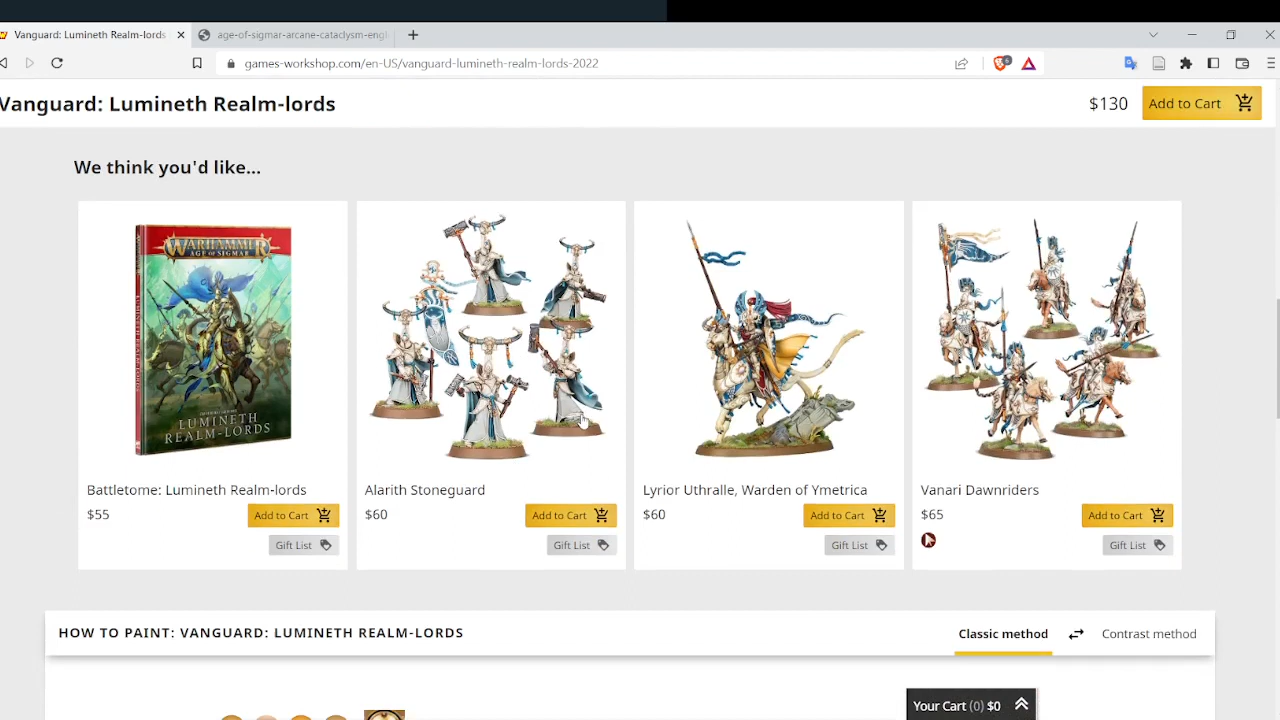 Vanguard: Lumineth Realm-lords
age-of-sigmar-arcane-cataclysm-engl
games-workshop.com/en-US/vanguard-lumineth-realm-lords-2022
Vanguard: Lumineth Realm-lords
$130
Add to Cart
We think you'd like...
WARHAMMER
AGE OF SIGMAR
LUMINETH
REALM-LORDS
Battletome: Lumineth Realm-lords
$55
Add to Cart
Gift List
Alarith Stoneguard
$60
Add to Cart
Gift List
Lyrior Uthralle, Warden of Ymetrica
$60
Add to Cart
Gift List
Vanari Dawnriders
$65
Add to Cart
Gift List
HOW TO PAINT: VANGUARD: LUMINETH REALM-LORDS
Classic method
Contrast method
Your Cart (0) $0